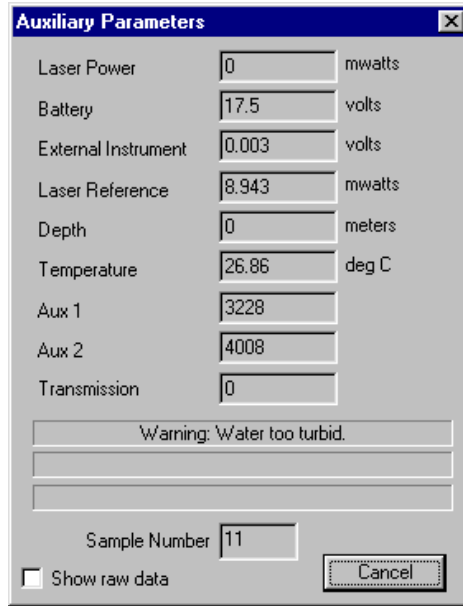 Auxiliary Parameters
Laser Power 0 mwatts
Battery 17.5 volts
External Instrument 0.003 volts
Laser Reference 8.943 mwatts
Depth 0 meters
Temperature 26.86 deg C
Aux 1 3228
Aux 2 4008
Transmission 0
Warning: Water too turbid.
Sample Number 11
Show raw data Cancel